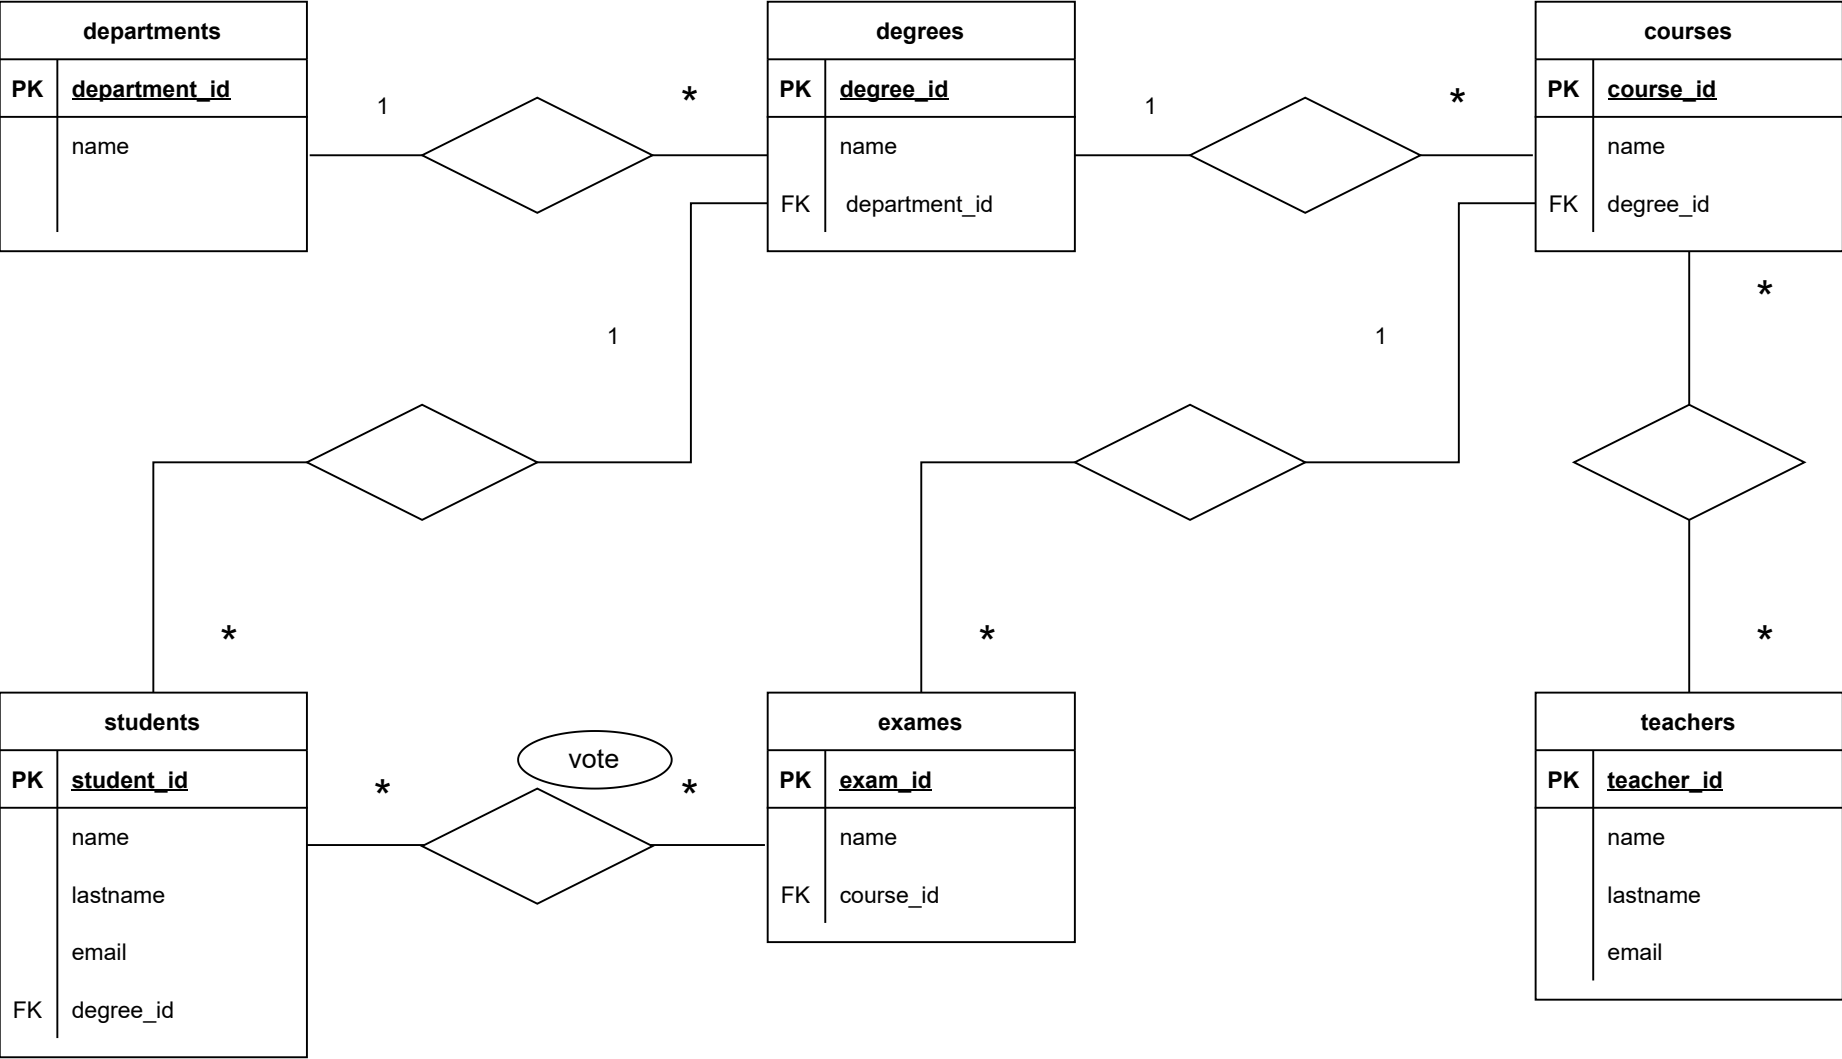 departments
PK department_id
name
1
*
degrees
PK degree_id
name
FK department_id
1
*
courses
PK course_id
name
FK degree_id
1
*
1
*
*
*
students
PK student_id
name
lastname
email
FK degree_id
*
vote
*
exames
PK exam_id
name
FK course_id
teachers
PK teacher_id
name
lastname
email